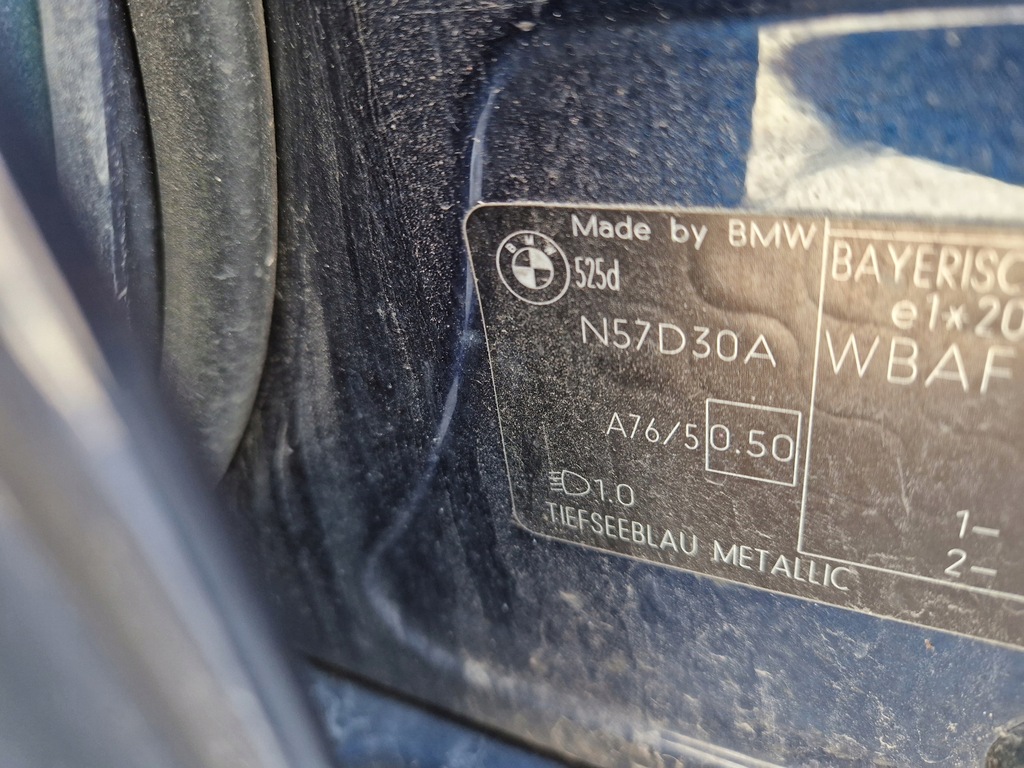 Made by BMW
BMW
525d
N57D30A
A76/5 0.50
1.0
TIEFSEEBLAU METALLIC
BAYERISC
e1*20
WBAF
1-
2-